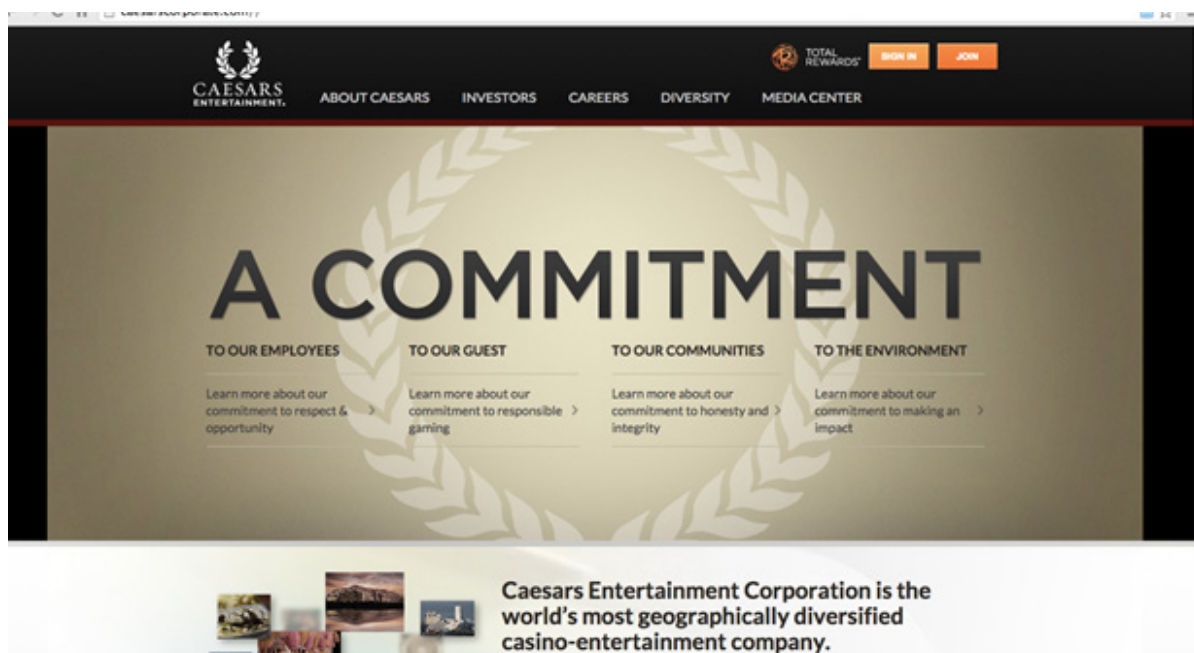 caesarscorporate.com//
TOTAL
REWARDS®
SIGN IN
JOIN
CAESARS
ENTERTAINMENT.
ABOUT CAESARS
INVESTORS
CAREERS
DIVERSITY
MEDIA CENTER
A COMMITMENT
TO OUR EMPLOYEES
Learn more about our
commitment to respect &
opportunity
TO OUR GUEST
Learn more about our
commitment to responsible
gaming
TO OUR COMMUNITIES
Learn more about our
commitment to honesty and
integrity
TO THE ENVIRONMENT
Learn more about our
commitment to making an
impact
Caesars Entertainment Corporation is the
world's most geographically diversified
casino-entertainment company.